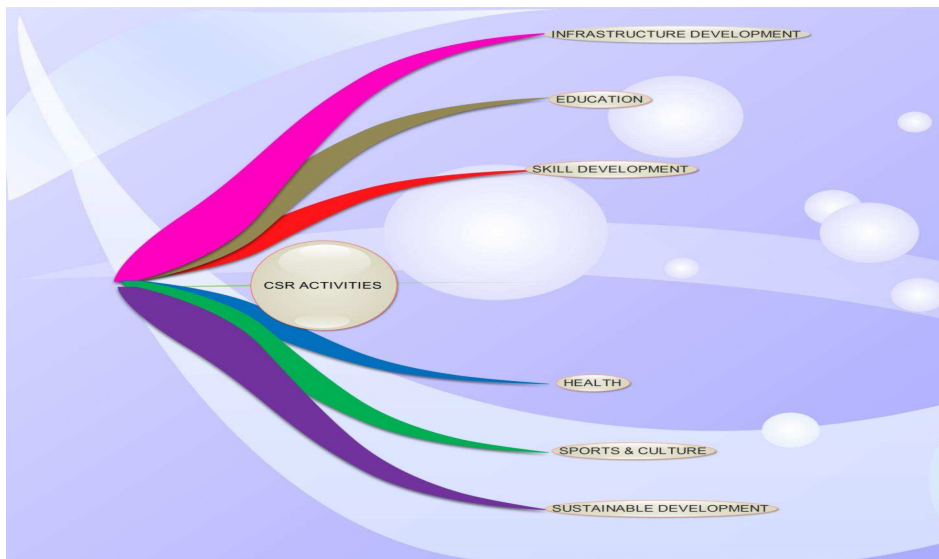 INFRASTRUCTURE DEVELOPMENT
EDUCATION
SKILL DEVELOPMENT
CSR ACTIVITIES
HEALTH
SPORTS & CULTURE
SUSTAINABLE DEVELOPMENT